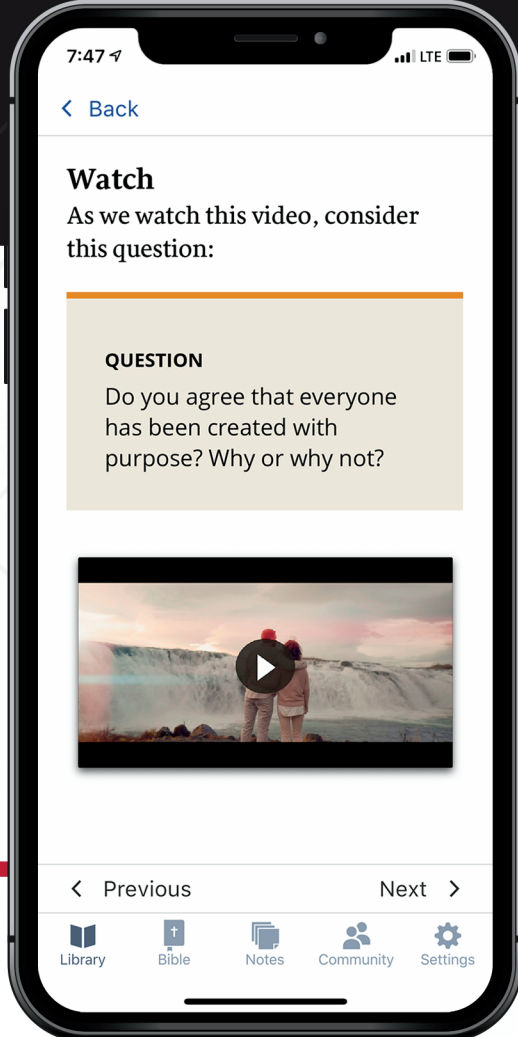 7:47 LTE
Back
Watch
As we watch this video, consider
this question:
QUESTION
Do you agree that everyone
has been created with
purpose? Why or why not?
Previous Next
Library Bible Notes Community Settings